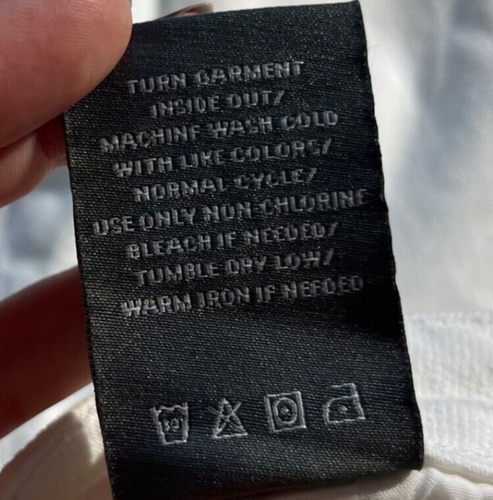 TURN GARMENT
INSIDE OUT/
MACHINE WASH COLD
WITH LIKE COLORS/
NORMAL CYCLE/
USE ONLY NON-CHLORINE
BLEACH IF NEEDED/
TUMBLE DRY LOW/
WARM IRON IF NEEDED
30°